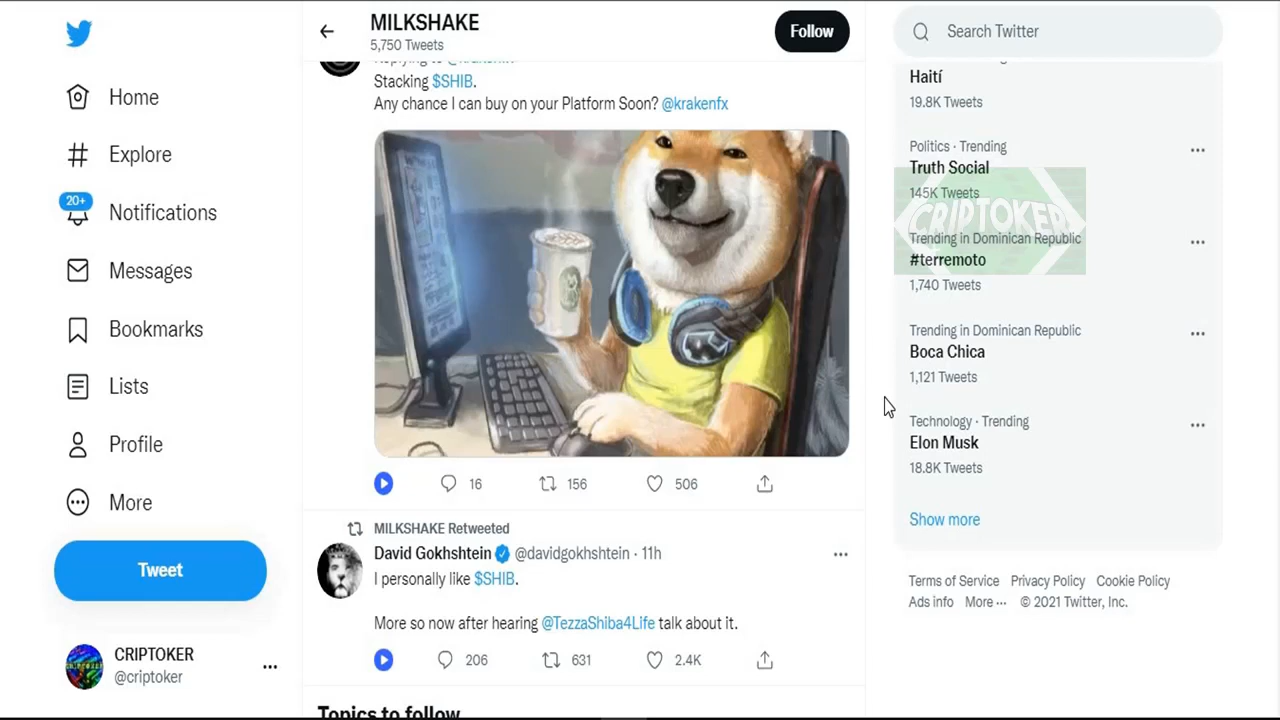 MILKSHAKE
5,750 Tweets
Follow
Search Twitter
Home
Explore
20+
Notifications
Messages
Bookmarks
Lists
Profile
More
Tweet
CRIPTOKER
@criptoker
Replying to @krakenfx
Stacking $SHIB.
Any chance I can buy on your Platform Soon? @krakenfx
16
156
506
MILKSHAKE Retweeted
David Gokhshtein @davidgokhshtein · 11h
I personally like $SHIB.
More so now after hearing @TezzaShiba4Life talk about it.
206
631
2.4K
Topics to follow
Haití
19.8K Tweets
Politics · Trending
Truth Social
145K Tweets
CRIPTOKER
Trending in Dominican Republic
#terremoto
1,740 Tweets
Trending in Dominican Republic
Boca Chica
1,121 Tweets
Technology · Trending
Elon Musk
18.8K Tweets
Show more
Terms of Service Privacy Policy Cookie Policy
Ads info More ··· © 2021 Twitter, Inc.